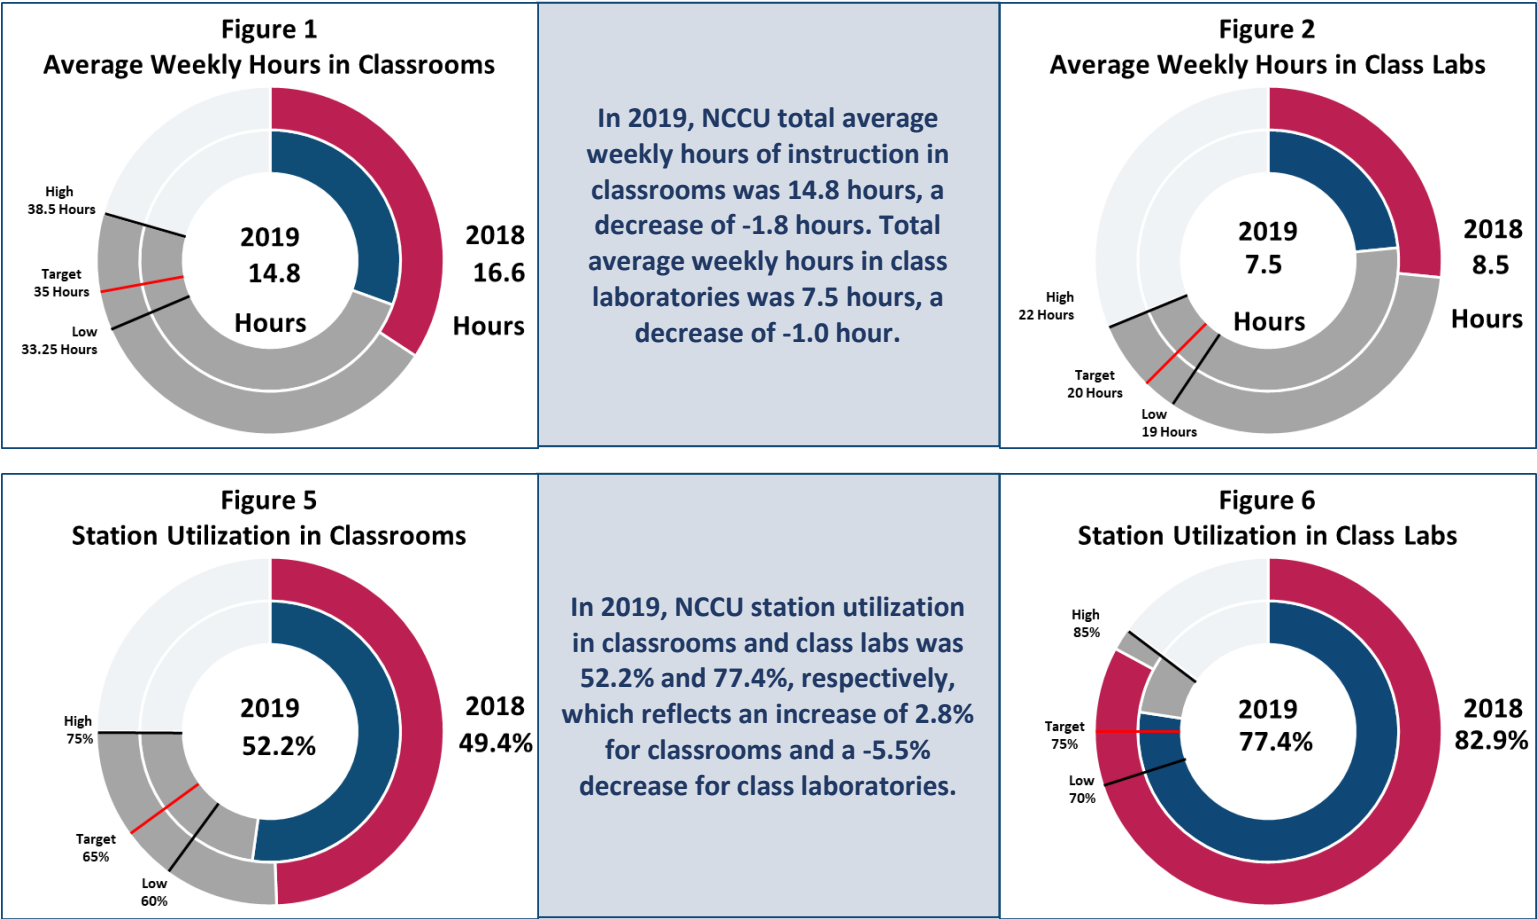 Figure 1
Average Weekly Hours in Classrooms
High
38.5 Hours
Target
35 Hours
Low
33.25 Hours
2019
14.8
Hours
2018
16.6
Hours
In 2019, NCCU total average
weekly hours of instruction in
classrooms was 14.8 hours, a
decrease of -1.8 hours. Total
average weekly hours in class
laboratories was 7.5 hours, a
decrease of -1.0 hour.
Figure 2
Average Weekly Hours in Class Labs
High
22 Hours
Target
20 Hours
Low
19 Hours
2019
7.5
Hours
2018
8.5
Hours
Figure 5
Station Utilization in Classrooms
High
75%
Target
65%
Low
60%
2019
52.2%
2018
49.4%
In 2019, NCCU station utilization
in classrooms and class labs was
52.2% and 77.4%, respectively,
which reflects an increase of 2.8%
for classrooms and a -5.5%
decrease for class laboratories.
Figure 6
Station Utilization in Class Labs
High
85%
Target
75%
Low
70%
2019
77.4%
2018
82.9%